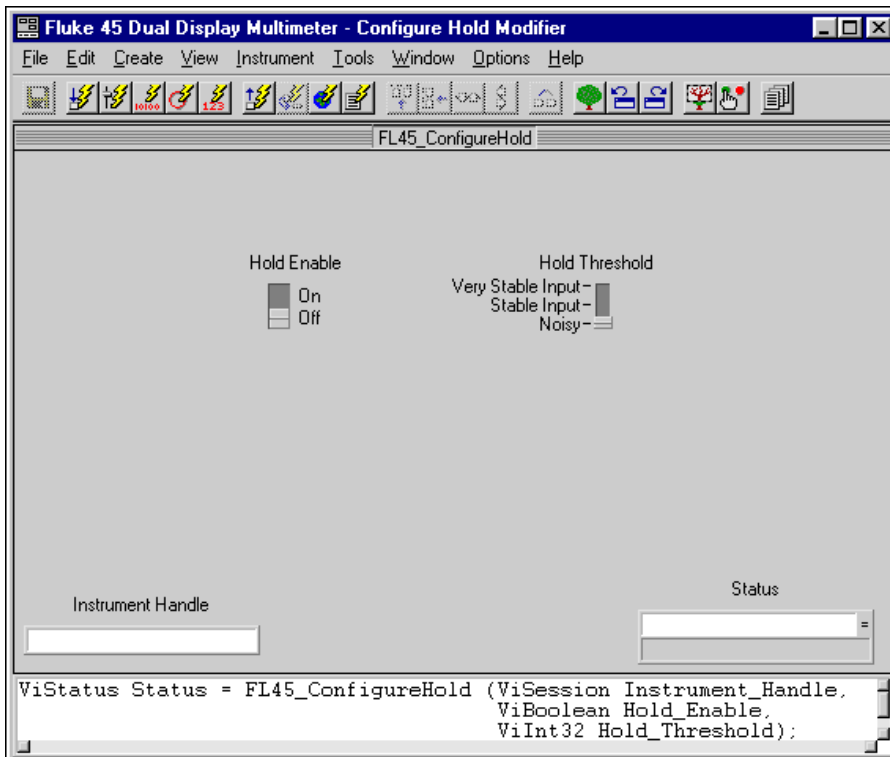 Fluke 45 Dual Display Multimeter - Configure Hold Modifier
File Edit Create View Instrument Tools Window Options Help
10100
123
FL45_ConfigureHold
Hold Enable
On
Off
Hold Threshold
Very Stable Input
Stable Input
Noisy
Instrument Handle
Status
=
ViStatus Status = FL45_ConfigureHold (ViSession Instrument_Handle,
ViBoolean Hold_Enable,
ViInt32 Hold_Threshold);